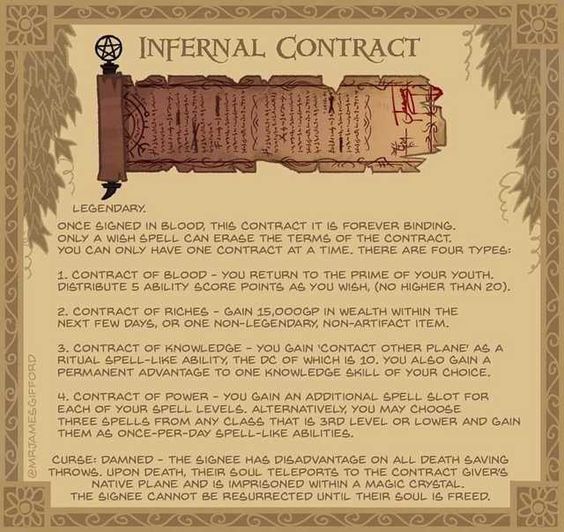 INFERNAL CONTRACT
LEGENDARY.
ONCE SIGNED IN BLOOD, THIS CONTRACT IT IS FOREVER BINDING.
ONLY A WISH SPELL CAN ERASE THE TERMS OF THE CONTRACT.
YOU CAN ONLY HAVE ONE CONTRACT AT A TIME. THERE ARE FOUR TYPES:
1. CONTRACT OF BLOOD – YOU RETURN TO THE PRIME OF YOUR YOUTH.
DISTRIBUTE 5 ABILITY SCORE POINTS AS YOU WISH, (NO HIGHER THAN 20).
2. CONTRACT OF RICHES – GAIN 15,000GP IN WEALTH WITHIN THE
NEXT FEW DAYS, OR ONE NON-LEGENDARY, NON-ARTIFACT ITEM.
3. CONTRACT OF KNOWLEDGE – YOU GAIN 'CONTACT OTHER PLANE' AS A
RITUAL SPELL-LIKE ABILITY, THE DC OF WHICH IS 10. YOU ALSO GAIN A
PERMANENT ADVANTAGE TO ONE KNOWLEDGE SKILL OF YOUR CHOICE.
4. CONTRACT OF POWER – YOU GAIN AN ADDITIONAL SPELL SLOT FOR
EACH OF YOUR SPELL LEVELS. ALTERNATIVELY, YOU MAY CHOOSE
THREE SPELLS FROM ANY CLASS THAT IS 3RD LEVEL OR LOWER AND GAIN
THEM AS ONCE-PER-DAY SPELL-LIKE ABILITIES.
CURSE: DAMNED – THE SIGNEE HAS DISADVANTAGE ON ALL DEATH SAVING
THROWS. UPON DEATH, THEIR SOUL TELEPORTS TO THE CONTRACT GIVER'S
NATIVE PLANE AND IS IMPRISONED WITHIN A MAGIC CRYSTAL.
THE SIGNEE CANNOT BE RESURRECTED UNTIL THEIR SOUL IS FREED.
@MRJAMESGIFFORD